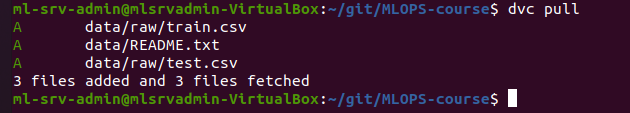 ml-srv-admin@mlsrvadmin-VirtualBox:~/git/MLOPS-course$ dvc pull
A       data/raw/train.csv
A       data/README.txt
A       data/raw/test.csv
3 files added and 3 files fetched
ml-srv-admin@mlsrvadmin-VirtualBox:~/git/MLOPS-course$